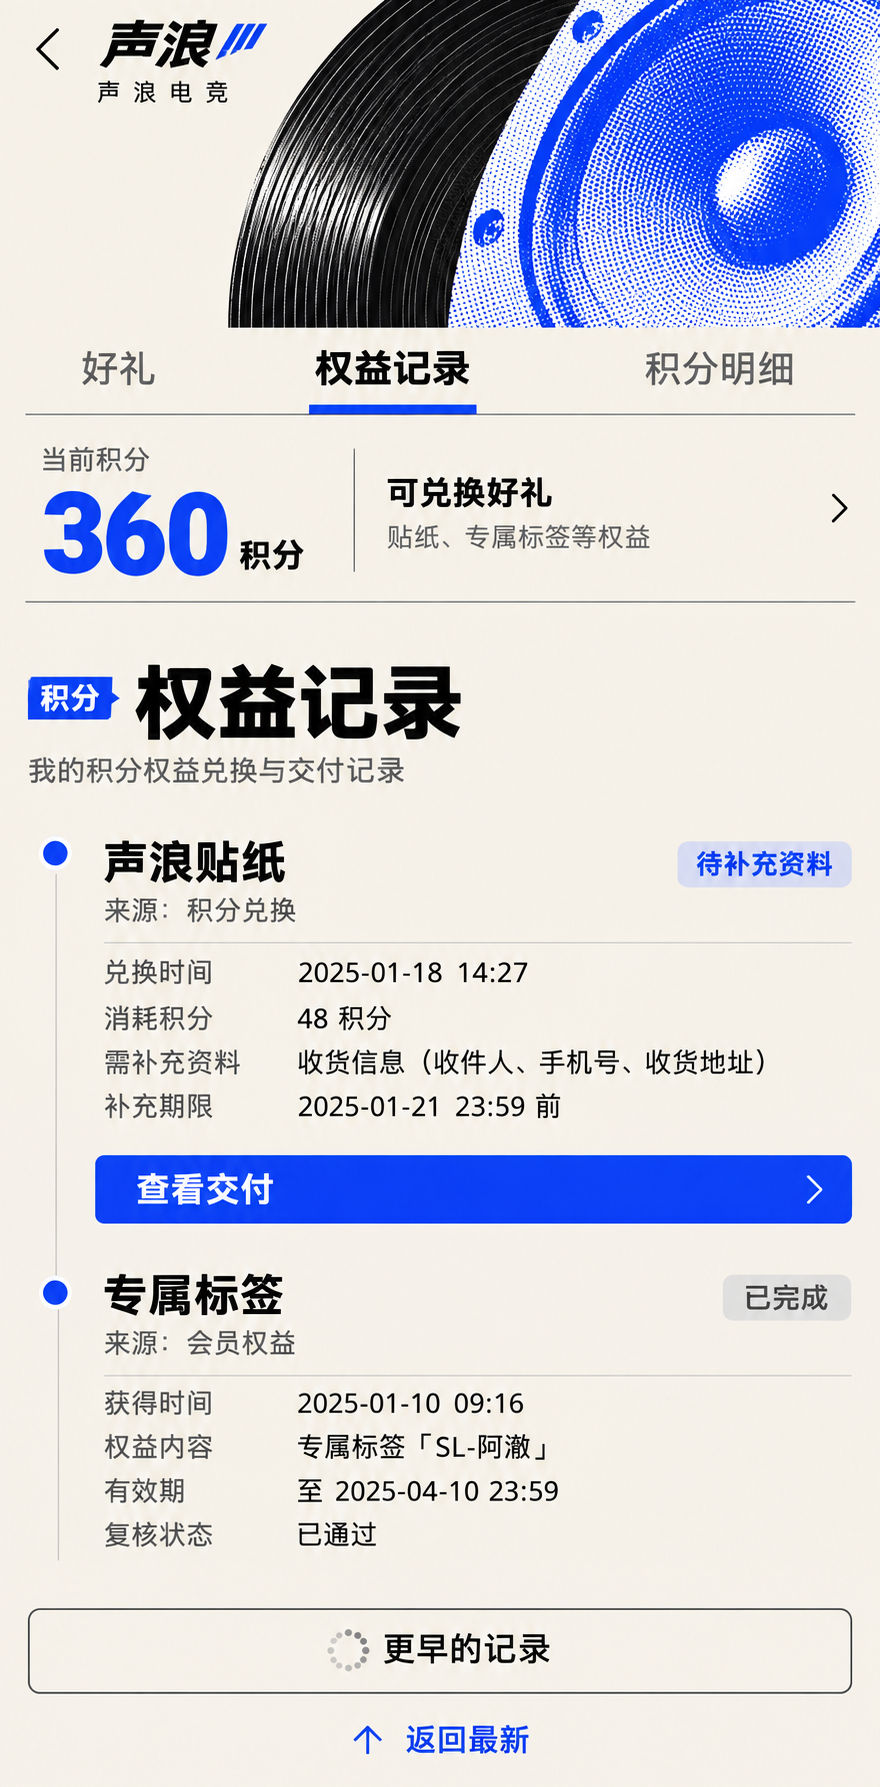 声浪
声浪电竞
好礼 权益记录 积分明细
当前积分
360 积分
可兑换好礼
贴纸、专属标签等权益
积分 权益记录
我的积分权益兑换与交付记录
声浪贴纸 待补充资料
来源：积分兑换
兑换时间 2025-01-18 14:27
消耗积分 48 积分
需补充资料 收货信息（收件人、手机号、收货地址）
补充期限 2025-01-21 23:59 前
查看交付
专属标签 已完成
来源：会员权益
获得时间 2025-01-10 09:16
权益内容 专属标签「SL-阿澈」
有效期 至 2025-04-10 23:59
复核状态 已通过
更早的记录
返回最新